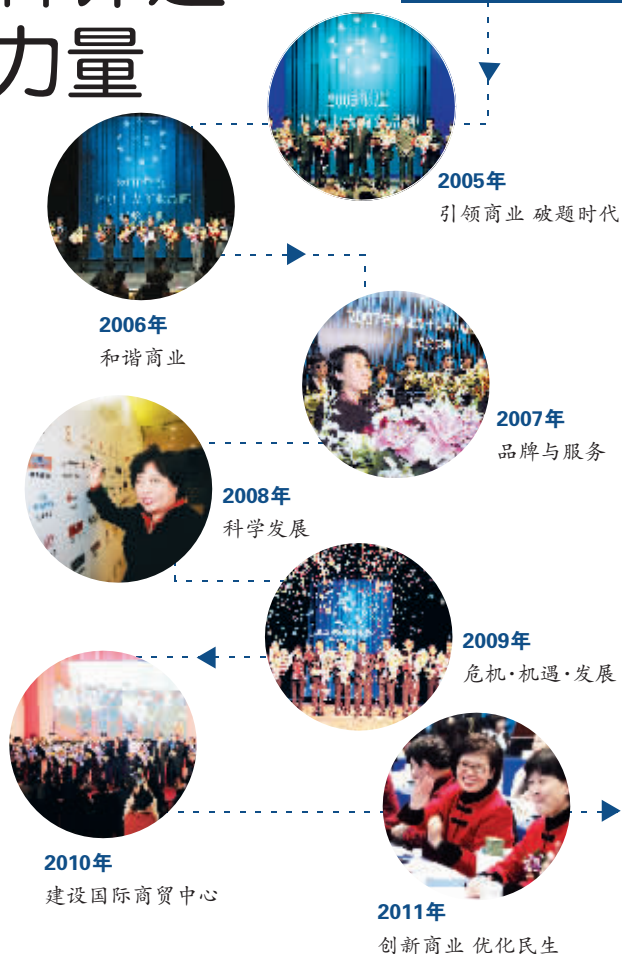 力量
2005年
引领商业 破题时代
2006年
和谐商业
2007年
品牌与服务
2008年
科学发展
2009年
危机·机遇·发展
2010年
建设国际商贸中心
2011年
创新商业 优化民生